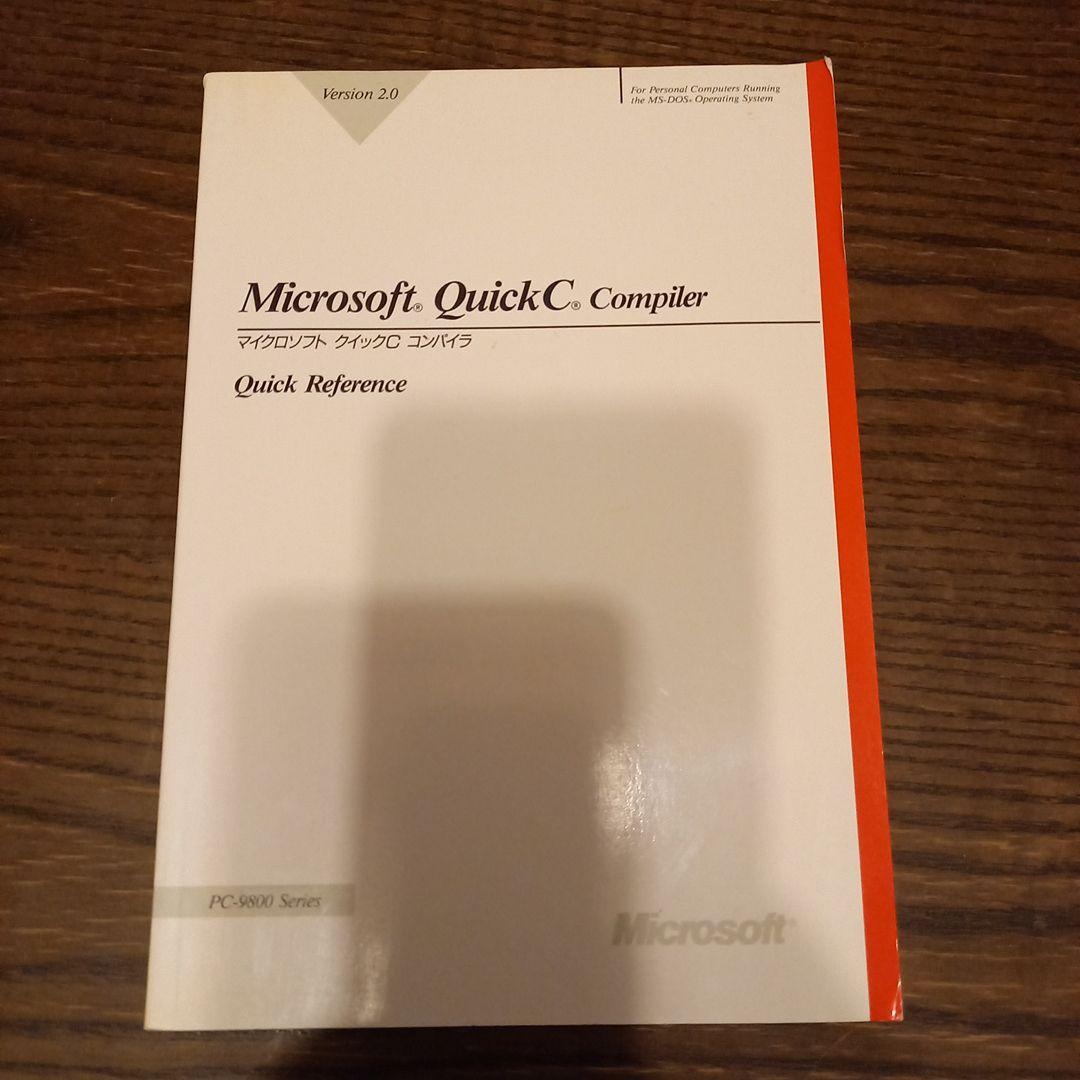 Version 2.0
For Personal Computers Running
the MS-DOS® Operating System
Microsoft® QuickC® Compiler
マイクロソフト クイックC コンパイラ
Quick Reference
PC-9800 Series
Microsoft®